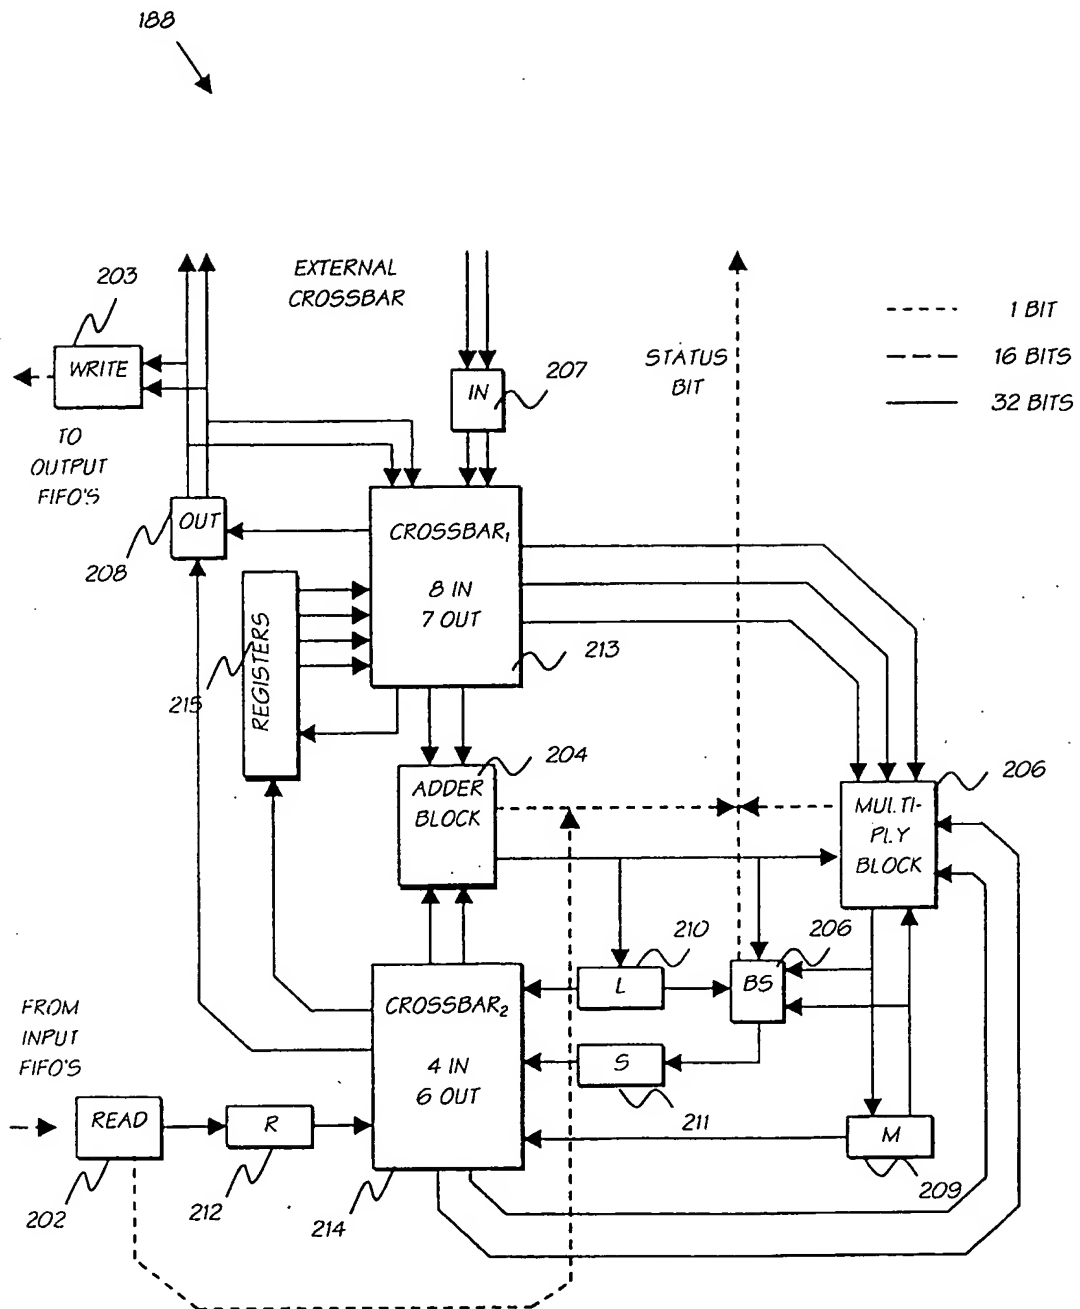 188
203
EXTERNAL
CROSSBAR
WRITE
TO
OUTPUT
FIFO'S
IN
207
STATUS
BIT
1 BIT
16 BITS
32 BITS
OUT
208
CROSSBAR1
8 IN
7 OUT
213
REGISTERS
215
204
ADDER
BLOCK
206
MULTI-
PLY
BLOCK
210
L
206
BS
CROSSBAR2
4 IN
6 OUT
S
211
FROM
INPUT
FIFO'S
READ
R
M
209
202
212
214